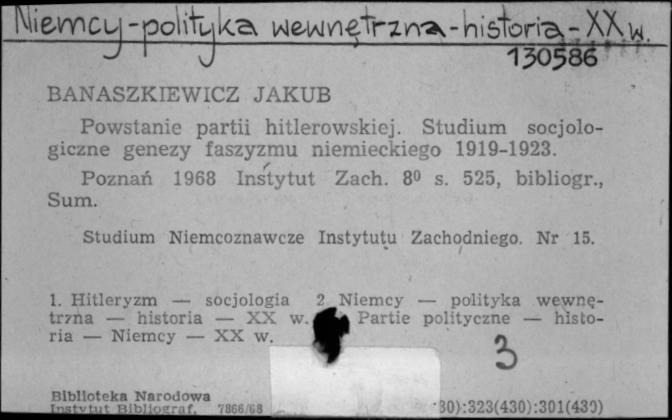 Niemcy-polityka wewnętrzna-historia-XX w.
130586
BANASZKIEWICZ JAKUB
Powstanie partii hitlerowskiej. Studium socjolo-
giczne genezy faszyzmu niemieckiego 1919-1923.
Poznań 1968 Instytut Zach. 8⁰ s. 525, bibliogr.,
Sum.
Studium Niemcoznawcze Instytutu Zachodniego. Nr 15.
1. Hitleryzm — socjologia 2 Niemcy — polityka wewnę-
trzna — historia — XX w. Partie polityczne — histo-
ria — Niemcy — XX w.
3
Biblioteka Narodowa
Instytut Bibliograf. 7866/68 30):323(430):301(430)